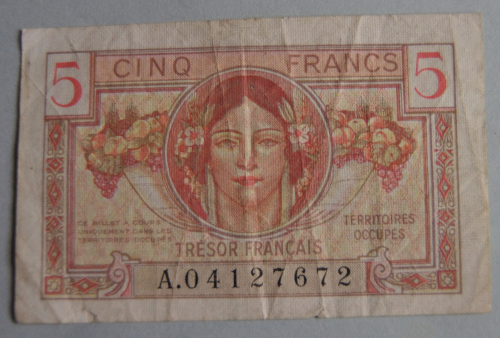 5 CINQ FRANCS 5
CE BILLET A COURS
UNIQUEMENT DANS LES
TERRITOIRES OCCUPÉS
TERRITOIRES
OCCUPÉS
TRÉSOR FRANÇAIS
A.04127672